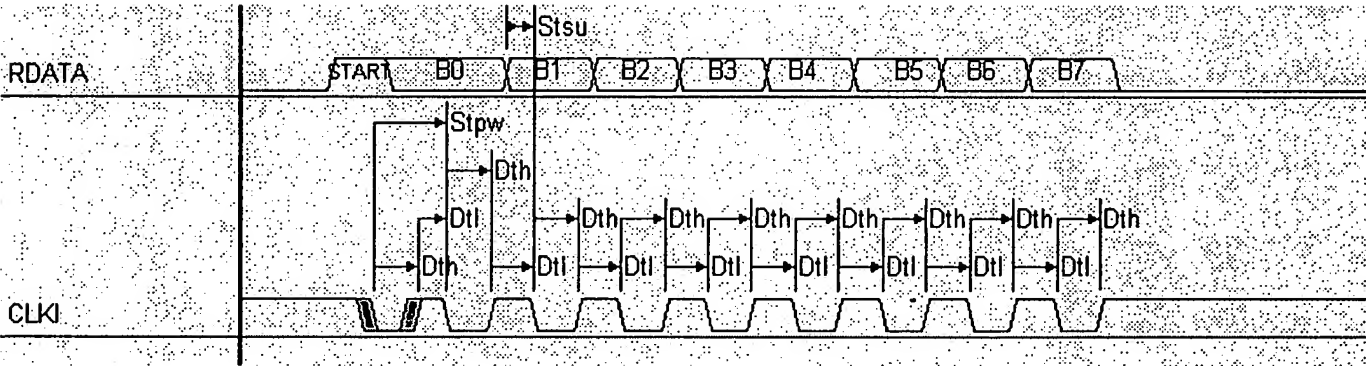 Stsu
RDATA START B0 B1 B2 B3 B4 B5 B6 B7
Stpw
Dth
Dtl Dth Dth Dth Dth Dth Dth Dth
Dth Dtl Dtl Dtl Dtl Dtl Dtl Dtl
CLKI